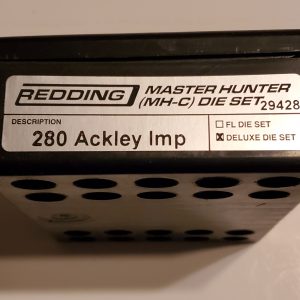 REDDING MASTER HUNTER
(MH-C) DIE SET 29428
DESCRIPTION
280 Ackley Imp
FL DIE SET
DELUXE DIE SET